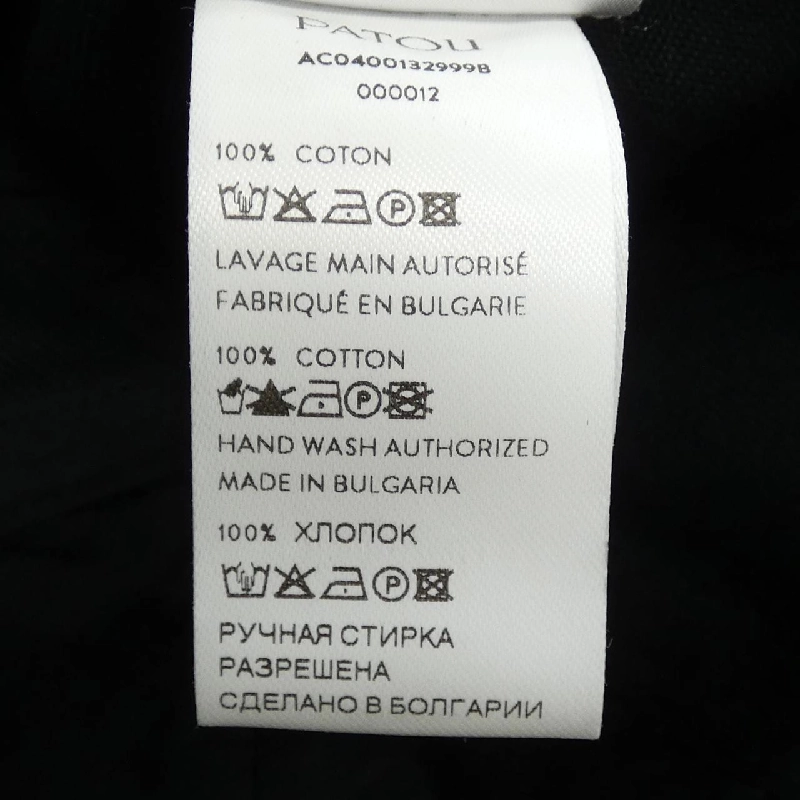 PATOU
AC0400132999B
000012
100% COTON
P
LAVAGE MAIN AUTORISÉ
FABRIQUÉ EN BULGARIE
100% COTTON
P
HAND WASH AUTHORIZED
MADE IN BULGARIA
100% ХЛОПОК
P
РУЧНАЯ СТИРКА
РАЗРЕШЕНА
СДЕЛАНО В БОЛГАРИИ